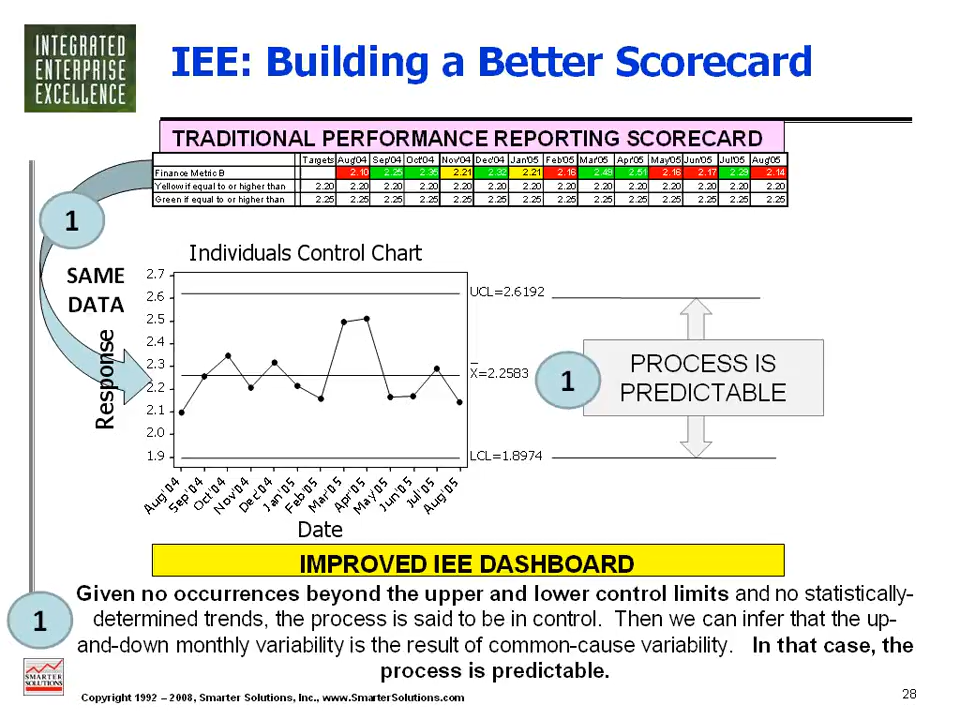 INTEGRATED
ENTERPRISE
EXCELLENCE
IEE: Building a Better Scorecard
TRADITIONAL PERFORMANCE REPORTING SCORECARD
Targets Aug'04 Sep'04 Oct'04 Nov'04 Dec'04 Jan'05 Feb'05 Mar'05 Apr'05 May'05 Jun'05 Jul'05 Aug'05
Finance Metric B 2.10 2.25 2.35 2.21 2.32 2.21 2.16 2.49 2.51 2.16 2.17 2.29 2.14
Yellow if equal to or higher than 2.20 2.20 2.20 2.20 2.20 2.20 2.20 2.20 2.20 2.20 2.20 2.20 2.20 2.20
Green if equal to or higher than 2.25 2.25 2.25 2.25 2.25 2.25 2.25 2.25 2.25 2.25 2.25 2.25 2.25 2.25
1
SAME
DATA
Individuals Control Chart
Response
2.7
2.6
2.5
2.4
2.3
2.2
2.1
2.0
1.9
UCL=2.6192
X=2.2583
LCL=1.8974
Aug'04 Sep'04 Oct'04 Nov'04 Dec'04 Jan'05 Feb'05 Mar'05 Apr'05 May'05 Jun'05 Jul'05 Aug'05
Date
1
PROCESS IS
PREDICTABLE
IMPROVED IEE DASHBOARD
1
Given no occurrences beyond the upper and lower control limits and no statistically-
determined trends, the process is said to be in control. Then we can infer that the up-
and-down monthly variability is the result of common-cause variability. In that case, the
process is predictable.
SMARTER
SOLUTIONS
Copyright 1992 – 2008, Smarter Solutions, Inc., www.SmarterSolutions.com
28